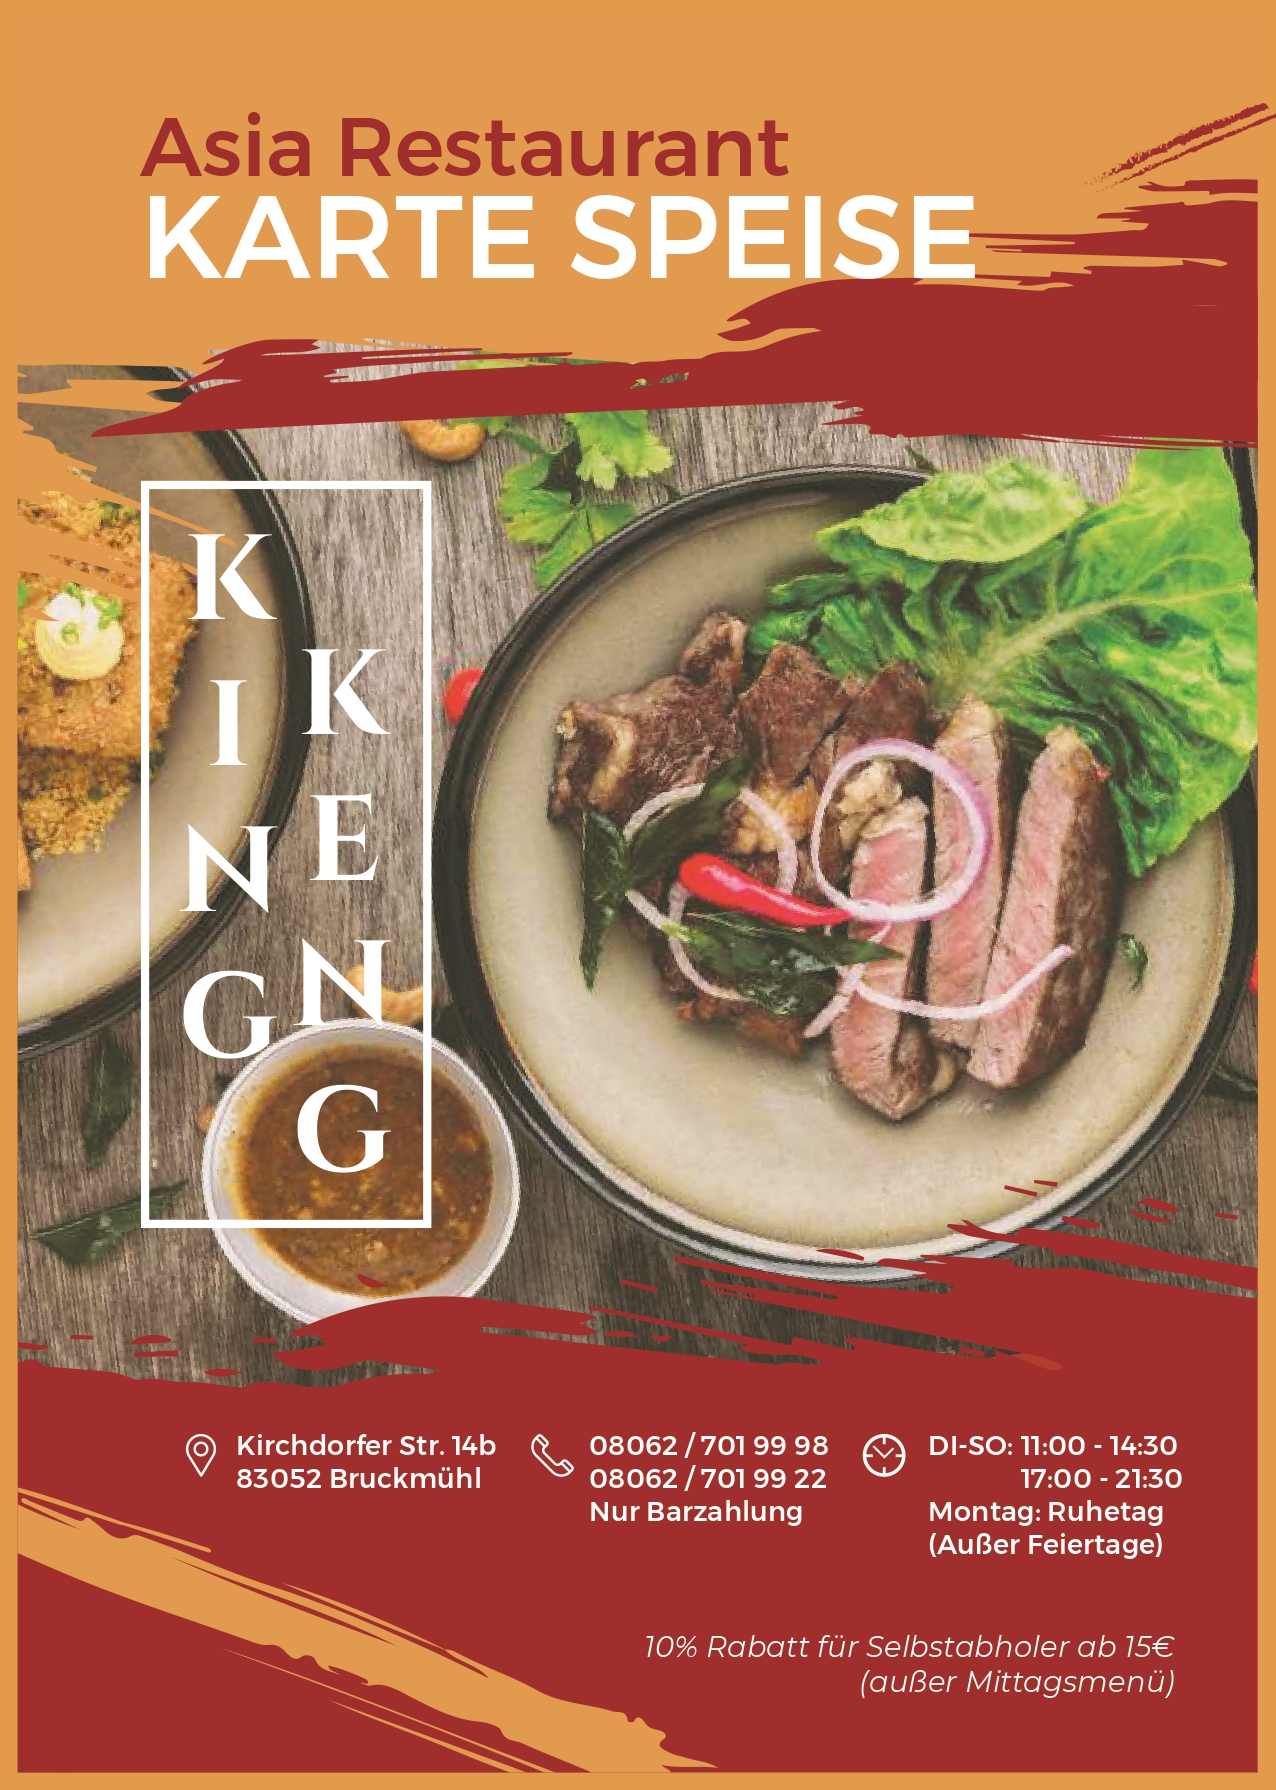 Asia Restaurant
KARTE SPEISE
KING
KENG
Kirchdorfer Str. 14b
83052 Bruckmühl
08062 / 701 99 98
08062 / 701 99 22
Nur Barzahlung
DI-SO: 11:00 - 14:30
17:00 - 21:30
Montag: Ruhetag
(Außer Feiertage)
10% Rabatt für Selbstabholer ab 15€
(außer Mittagsmenü)